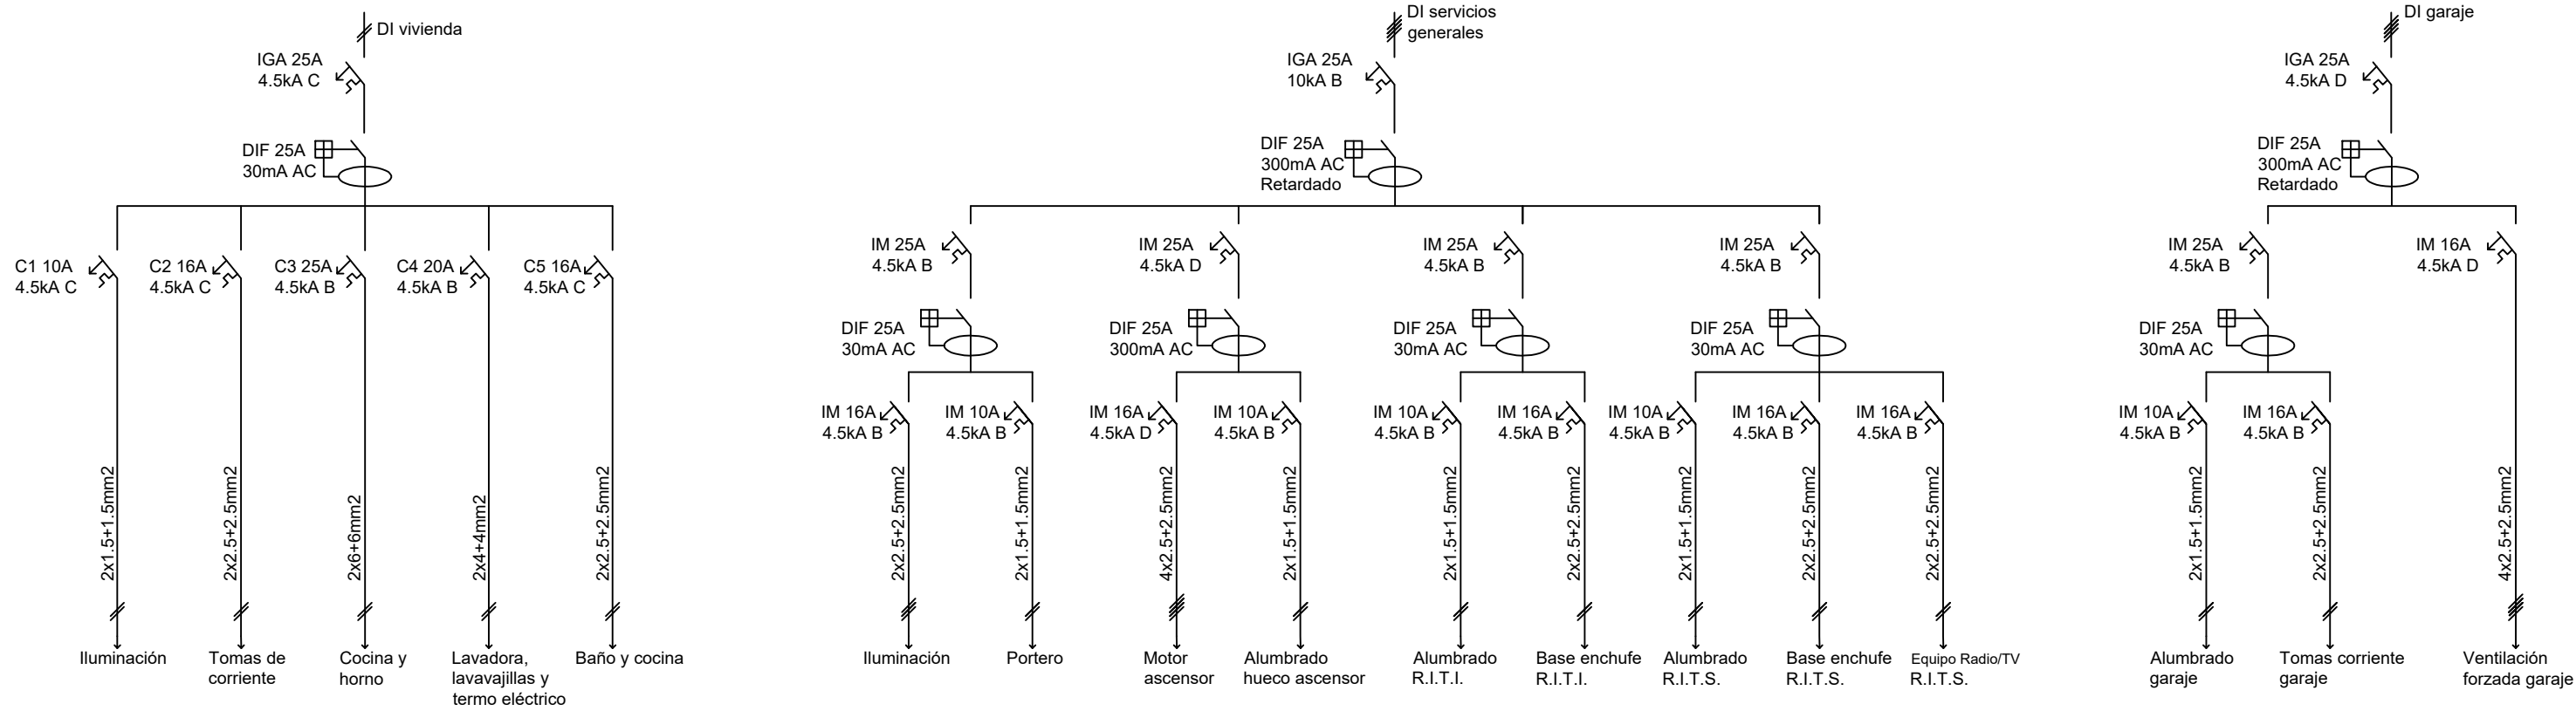 DI vivienda
IGA 25A
4.5kA C
DIF 25A
30mA AC
C1 10A
4.5kA C
C2 16A
4.5kA C
C3 25A
4.5kA B
C4 20A
4.5kA B
C5 16A
4.5kA C
2x1.5+1.5mm2
2x2.5+2.5mm2
2x6+6mm2
2x4+4mm2
2x2.5+2.5mm2
Iluminación
Tomas de
corriente
Cocina y
horno
Lavadora,
lavavajillas y
termo eléctrico
Baño y cocina
DI servicios
generales
IGA 25A
10kA B
DIF 25A
300mA AC
Retardado
IM 25A
4.5kA B
IM 25A
4.5kA D
IM 25A
4.5kA B
IM 25A
4.5kA B
DIF 25A
30mA AC
DIF 25A
300mA AC
DIF 25A
30mA AC
DIF 25A
30mA AC
IM 16A
4.5kA B
IM 10A
4.5kA B
IM 16A
4.5kA D
IM 10A
4.5kA B
IM 10A
4.5kA B
IM 16A
4.5kA B
IM 10A
4.5kA B
IM 16A
4.5kA B
IM 16A
4.5kA B
2x2.5+2.5mm2
2x1.5+1.5mm2
4x2.5+2.5mm2
2x1.5+1.5mm2
2x1.5+1.5mm2
2x2.5+2.5mm2
2x1.5+1.5mm2
2x2.5+2.5mm2
2x2.5+2.5mm2
Iluminación
Portero
Motor
ascensor
Alumbrado
hueco ascensor
Alumbrado
R.I.T.I.
Base enchufe
R.I.T.I.
Alumbrado
R.I.T.S.
Base enchufe
R.I.T.S.
Equipo Radio/TV
R.I.T.S.
DI garaje
IGA 25A
4.5kA D
DIF 25A
300mA AC
Retardado
IM 25A
4.5kA B
IM 16A
4.5kA D
DIF 25A
30mA AC
IM 10A
4.5kA B
IM 16A
4.5kA B
2x1.5+1.5mm2
2x2.5+2.5mm2
4x2.5+2.5mm2
Alumbrado
garaje
Tomas corriente
garaje
Ventilación
forzada garaje